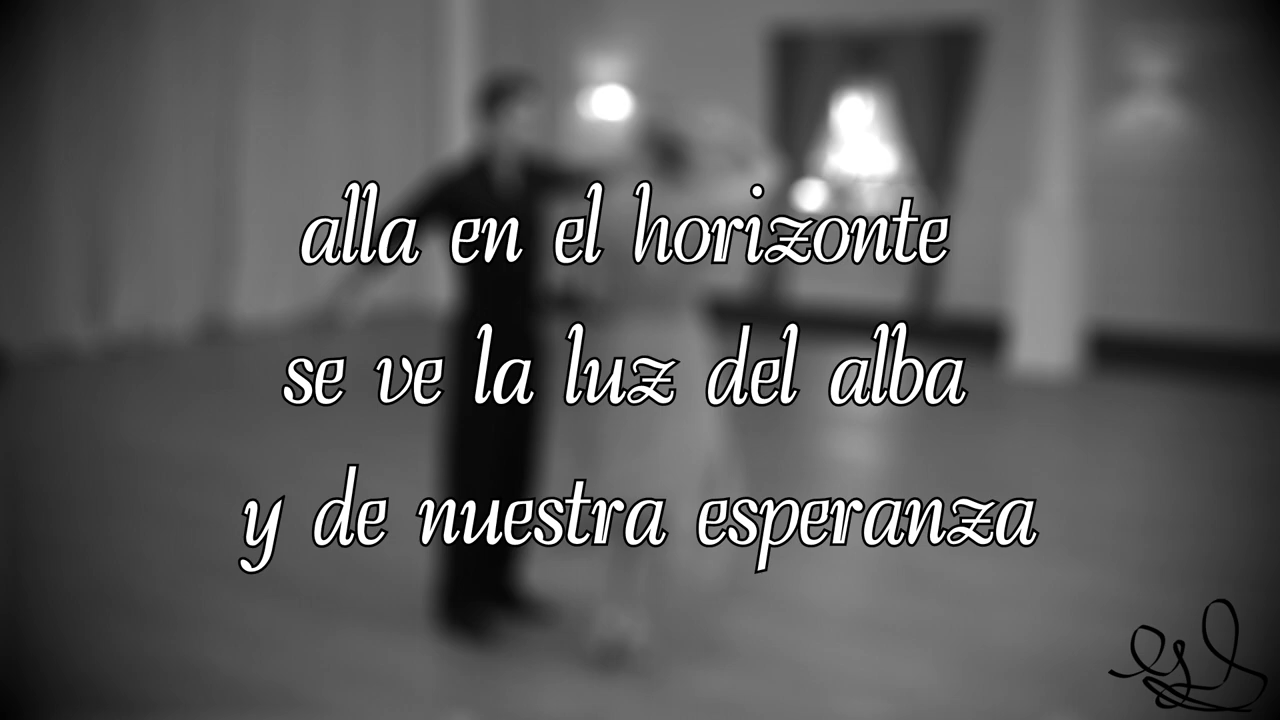 alla en el horizonte
se ve la luz del alba
y de nuestra esperanza